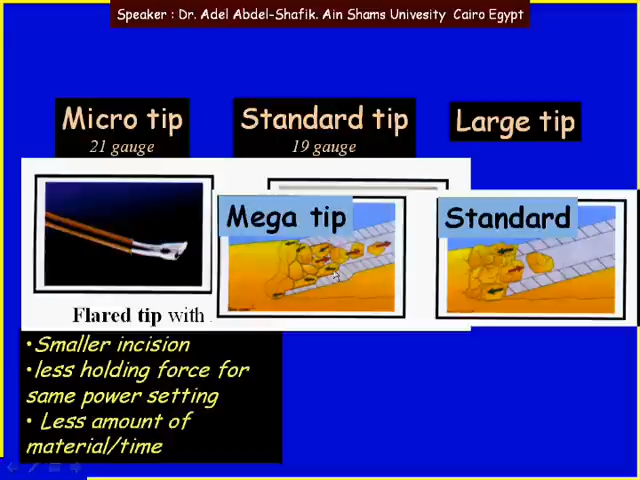 Speaker : Dr. Adel Abdel-Shafik. Ain Shams Univesity Cairo Egypt
Micro tip
21 gauge
Standard tip
19 gauge
Large tip
Mega tip
Standard
Flared tip with
•Smaller incision
•less holding force for
same power setting
• Less amount of
material/time